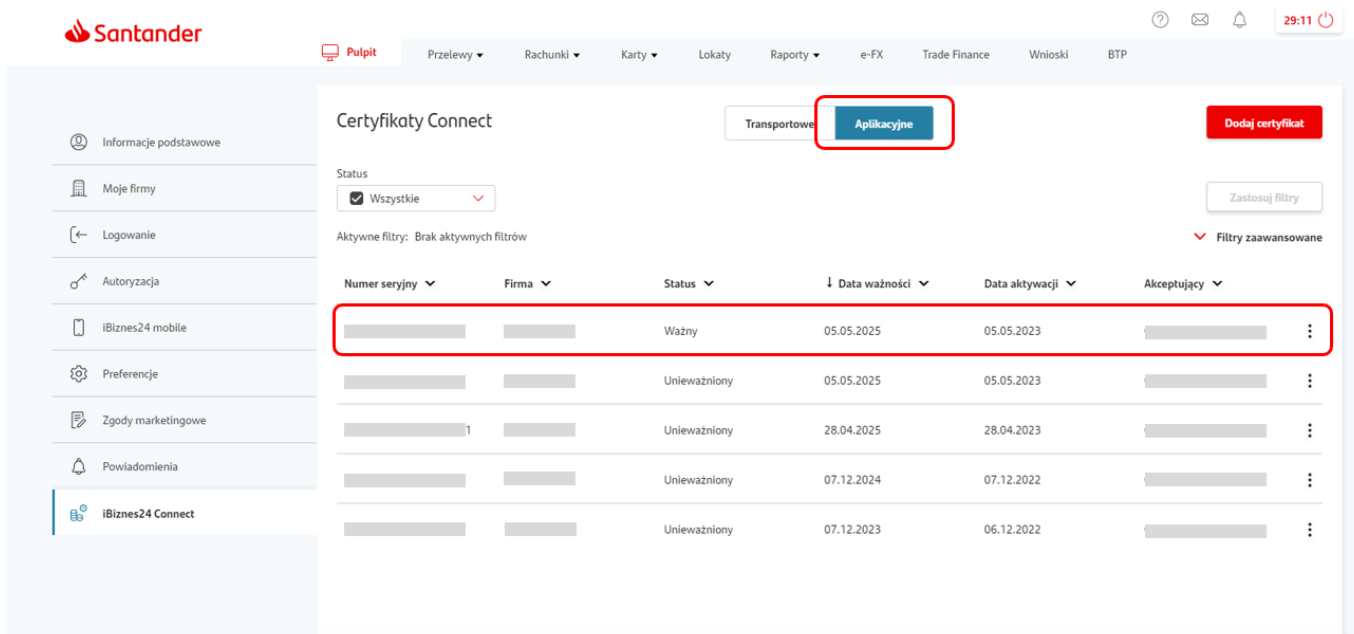 Santander
29:11
Pulpit Przelewy Rachunki Karty Lokaty Raporty e-FX Trade Finance Wnioski BTP
Informacje podstawowe
Moje firmy
Logowanie
Autoryzacja
iBiznes24 mobile
Preferencje
Zgody marketingowe
Powiadomienia
iBiznes24 Connect
Certyfikaty Connect
Transportowe Aplikacyjne
Dodaj certyfikat
Status
Wszystkie
Zastosuj filtry
Aktywne filtry: Brak aktywnych filtrów
Filtry zaawansowane
Numer seryjny Firma Status ↓ Data ważności Data aktywacji Akceptujący
Ważny 05.05.2025 05.05.2023
Unieważniony 05.05.2025 05.05.2023
1 Unieważniony 28.04.2025 28.04.2023
Unieważniony 07.12.2024 07.12.2022
Unieważniony 07.12.2023 06.12.2022